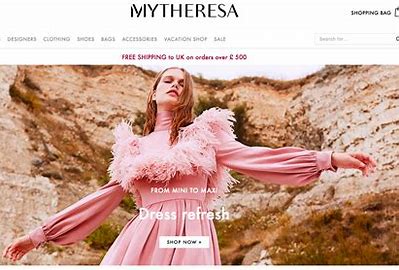 MYTHERESA
SHOPPING BAG
DESIGNERS CLOTHING SHOES BAGS ACCESSORIES VACATION SHOP SALE
Search for...
FREE SHIPPING to UK on orders over £ 500
FROM MINI TO MAXI
Dress refresh
SHOP NOW »